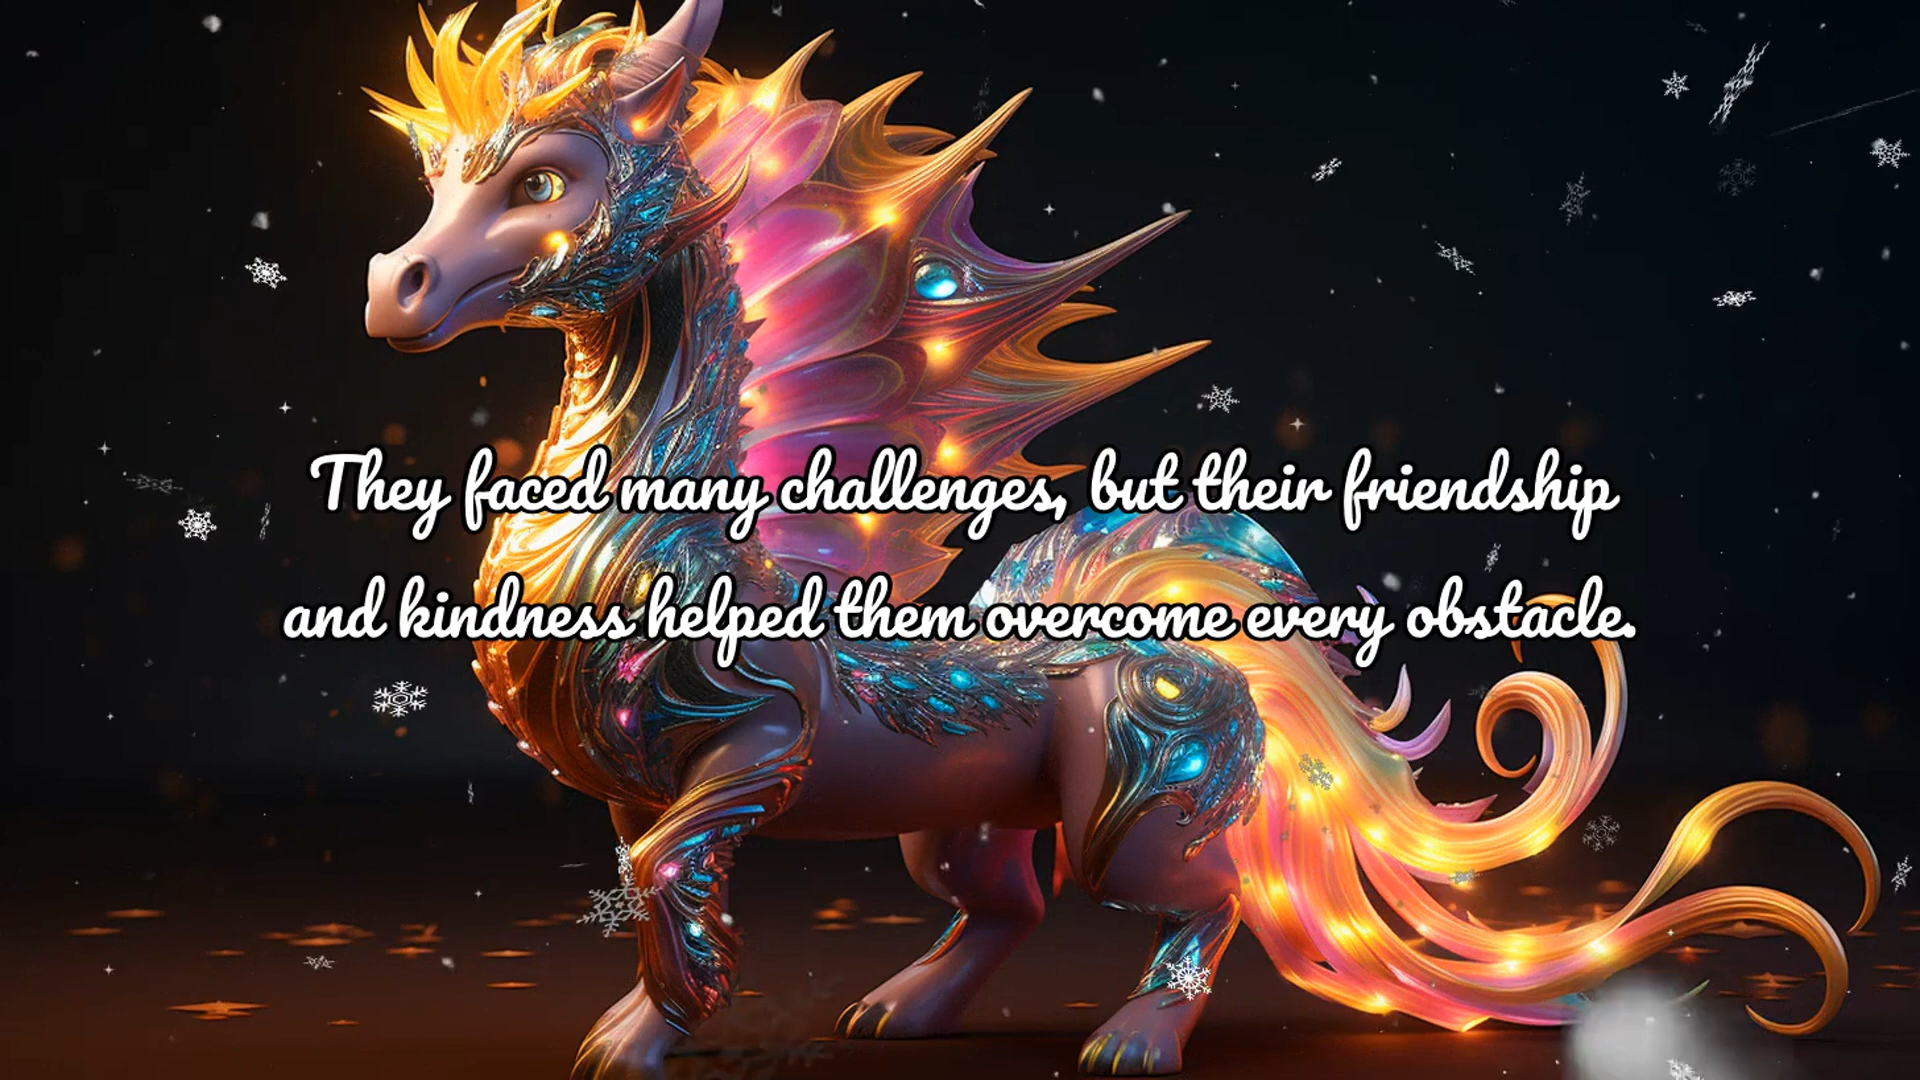 They faced many challenges, but their friendship
and kindness helped them overcome every obstacle.